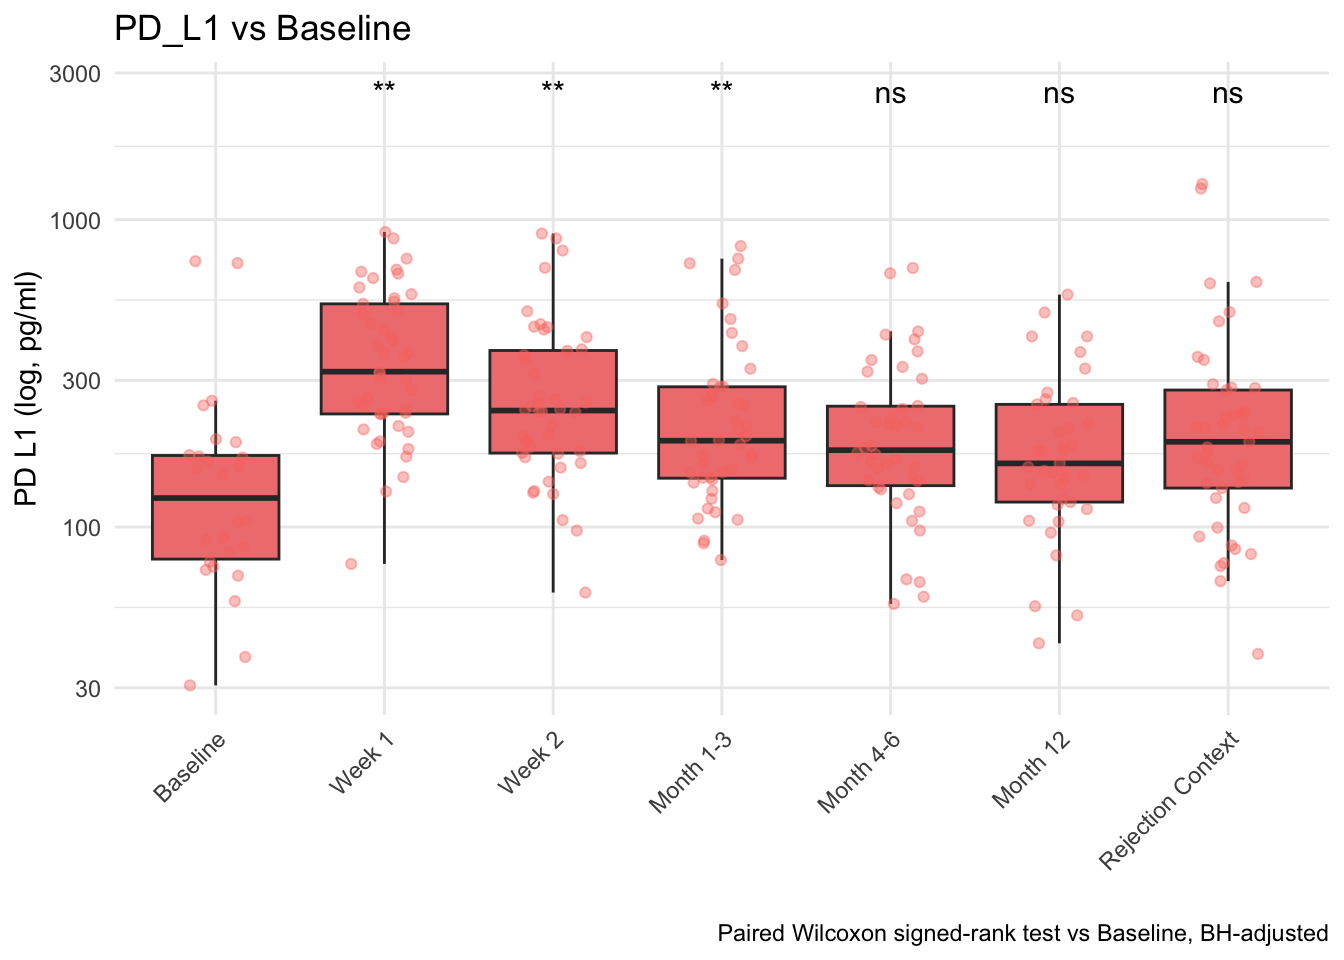 PD_L1 vs Baseline
3000
** ** ** ns ns ns
1000
300
100
30
PD L1 (log, pg/ml)
Baseline Week 1 Week 2 Month 1-3 Month 4-6 Month 12 Rejection Context
Paired Wilcoxon signed-rank test vs Baseline, BH-adjusted